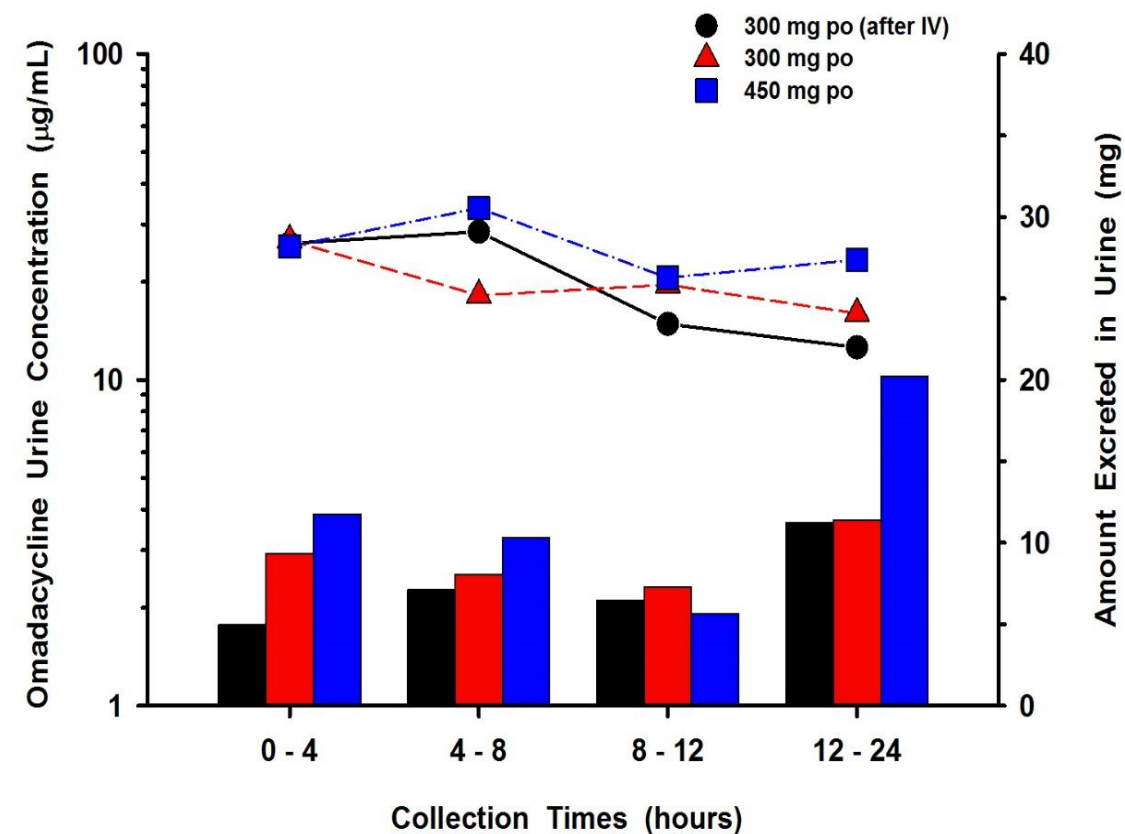 300 mg po (after IV)
300 mg po
450 mg po
Omadacycline Urine Concentration (μg/mL)
100
10
1
Amount Excreted in Urine (mg)
40
30
20
10
0
0 - 4
4 - 8
8 - 12
12 - 24
Collection Times (hours)